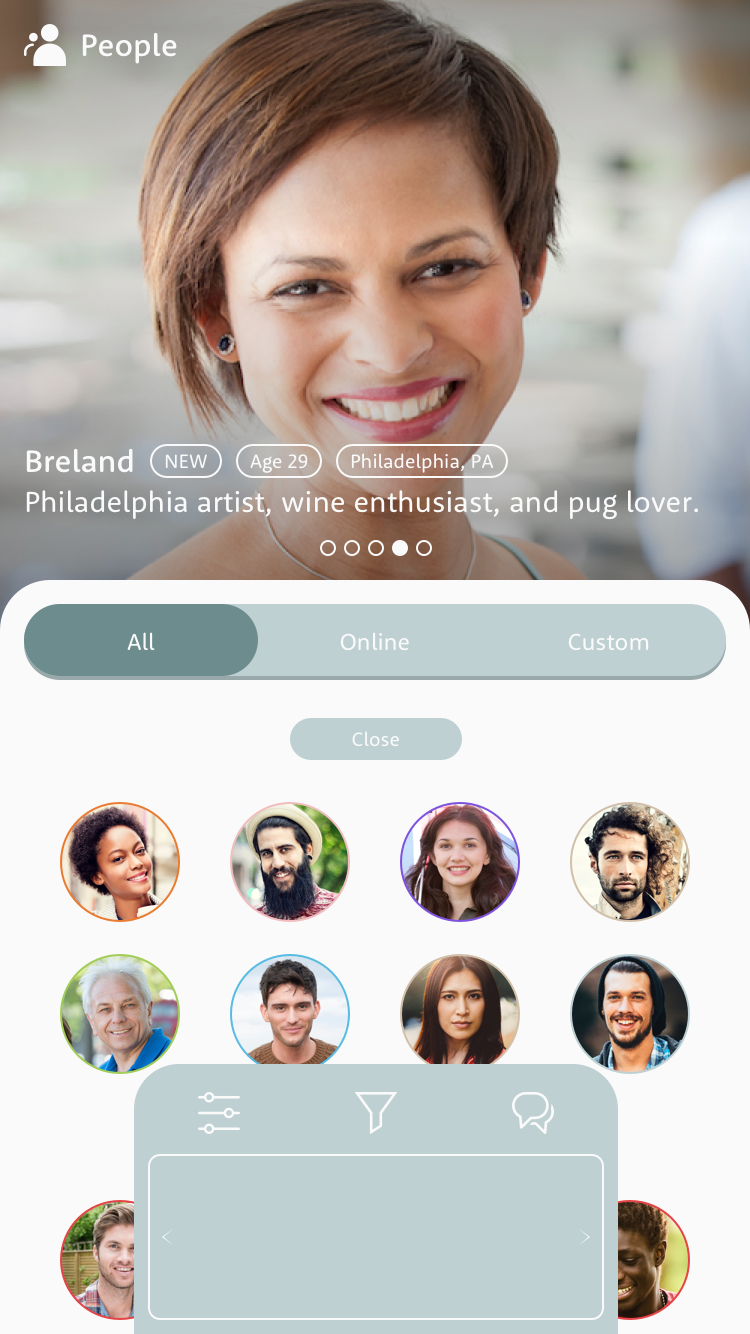 People
Breland NEW Age 29 Philadelphia, PA
Philadelphia artist, wine enthusiast, and pug lover.
All Online Custom
Close